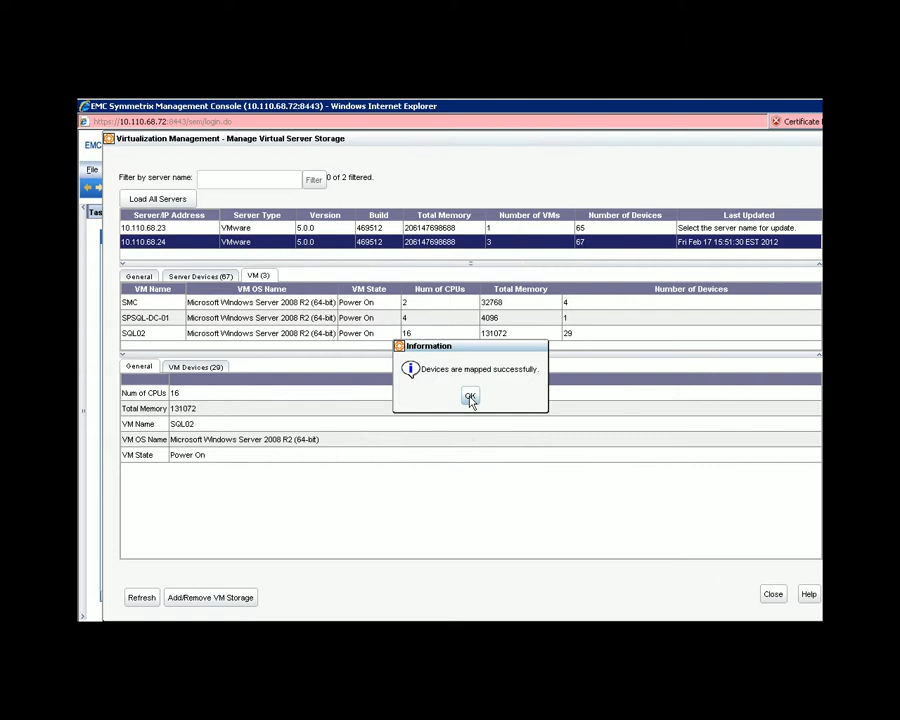 EMC Symmetrix Management Console (10.110.68.72:8443) - Windows Internet Explorer
https://10.110.68.72:8443/sem/login.do Certificate
EMC Virtualization Management - Manage Virtual Server Storage
File
Tas
Filter by server name: Filter 0 of 2 filtered.
Load All Servers
Server/IP Address Server Type Version Build Total Memory Number of VMs Number of Devices Last Updated
10.110.68.23 VMware 5.0.0 469512 206147698688 1 65 Select the server name for update.
10.110.68.24 VMware 5.0.0 469512 206147698688 3 67 Fri Feb 17 15:51:30 EST 2012
General Server Devices (67) VM (3)
VM Name VM OS Name VM State Num of CPUs Total Memory Number of Devices
SMC Microsoft Windows Server 2008 R2 (64-bit) Power On 2 32768 4
SPSQL-DC-01 Microsoft Windows Server 2008 R2 (64-bit) Power On 4 4096 1
SQL02 Microsoft Windows Server 2008 R2 (64-bit) Power On 16 131072 29
Information
Devices are mapped successfully.
OK
General VM Devices (29)
Num of CPUs 16
Total Memory 131072
VM Name SQL02
VM OS Name Microsoft Windows Server 2008 R2 (64-bit)
VM State Power On
Refresh Add/Remove VM Storage Close Help